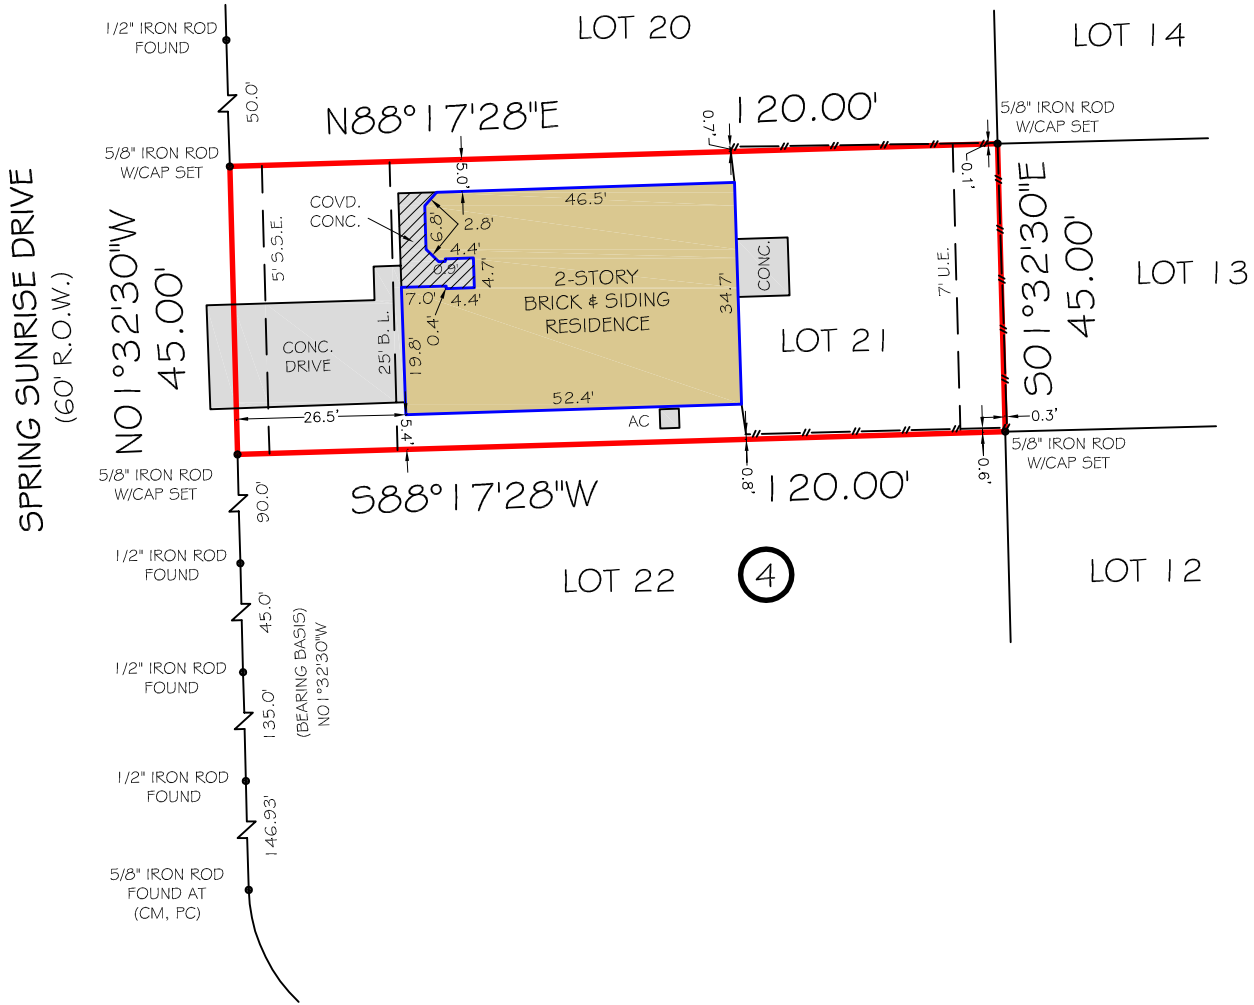 1/2" IRON ROD
FOUND
LOT 20
LOT 14
50.0'
N88°17'28"E
120.00'
0.7'
5/8" IRON ROD
W/CAP SET
5/8" IRON ROD
W/CAP SET
SPRING SUNRISE DRIVE
(60' R.O.W.)
N01°32'30"W
45.00'
5' S.S.E.
COVD.
CONC.
5.0'
46.5'
6.8'
2.8'
4.4'
0.9'
4.7'
7.0'
4.4'
0.4'
2-STORY
BRICK & SIDING
RESIDENCE
34.7'
CONC.
7' U.E.
0.1'
S01°32'30"E
45.00'
LOT 13
LOT 21
CONC.
DRIVE
25' B. L.
19.8'
52.4'
26.5'
5.4'
AC
0.3'
5/8" IRON ROD
W/CAP SET
5/8" IRON ROD
W/CAP SET
S88°17'28"W
0.8'
120.00'
0.6'
90.0'
1/2" IRON ROD
FOUND
LOT 22
4
LOT 12
45.0'
(BEARING BASIS)
N01°32'30"W
1/2" IRON ROD
FOUND
135.0'
1/2" IRON ROD
FOUND
146.93'
5/8" IRON ROD
FOUND AT
(CM, PC)